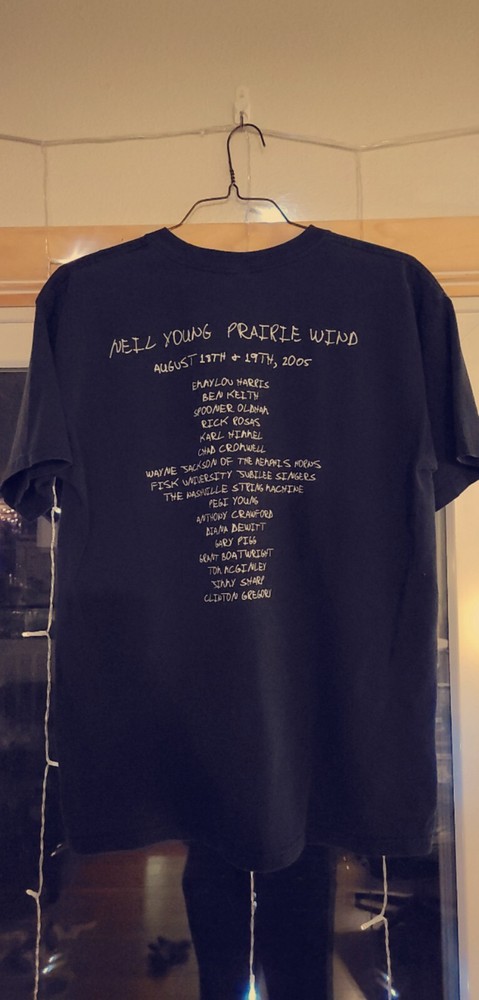 NEIL YOUNG PRAIRIE WIND
AUGUST 18TH & 19TH, 2005
EMMYLOU HARRIS
BEN KEITH
SPOONER OLDHAM
RICK ROSAS
KARL HIMMEL
CHAD CROMWELL
WAYNE JACKSON OF THE MEMPHIS HORNS
FISK UNIVERSITY JUBILEE SINGERS
THE NASHVILLE STRING MACHINE
PEGI YOUNG
ANTHONY CRAWFORD
DIANA DEWITT
GARY PIGG
GRANT BOATWRIGHT
TOM MCGINLEY
JIMMY SHARP
CLINTON GREGORY